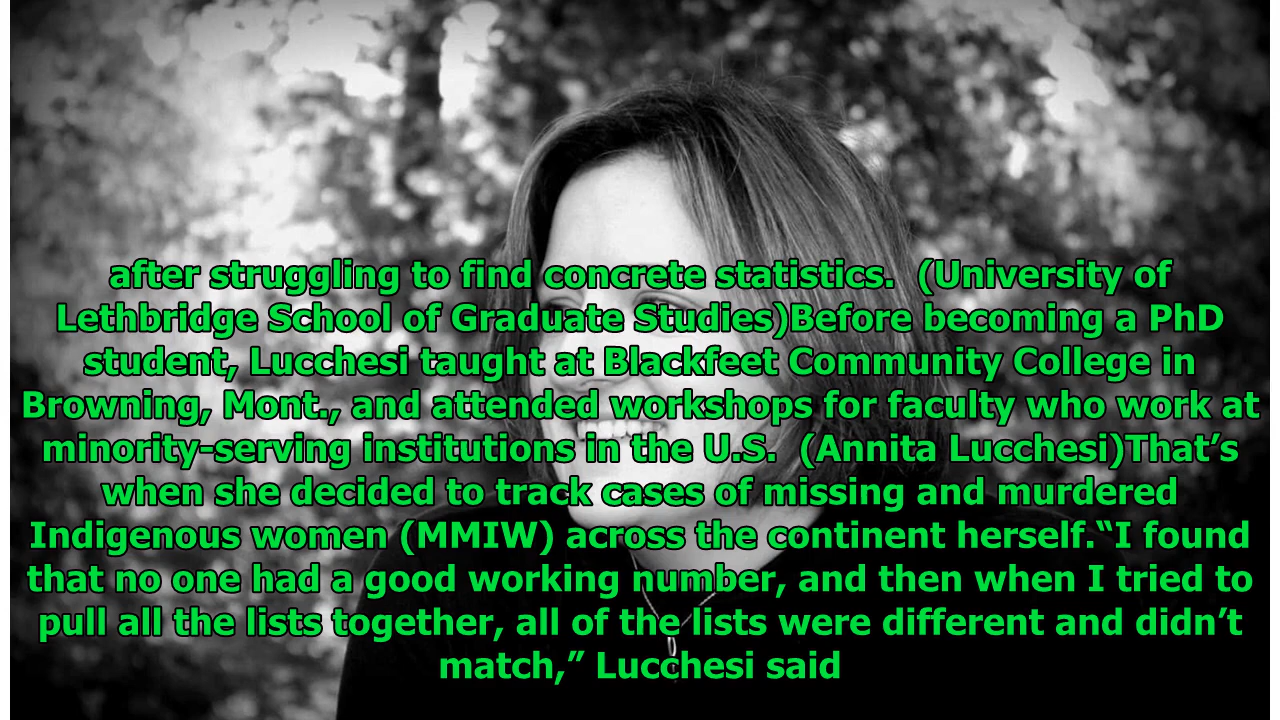 after struggling to find concrete statistics.  (University of
Lethbridge School of Graduate Studies)Before becoming a PhD
student, Lucchesi taught at Blackfeet Community College in
Browning, Mont., and attended workshops for faculty who work at
minority-serving institutions in the U.S.  (Annita Lucchesi)That’s
when she decided to track cases of missing and murdered
Indigenous women (MMIW) across the continent herself.“I found
that no one had a good working number, and then when I tried to
pull all the lists together, all of the lists were different and didn’t
match,” Lucchesi said